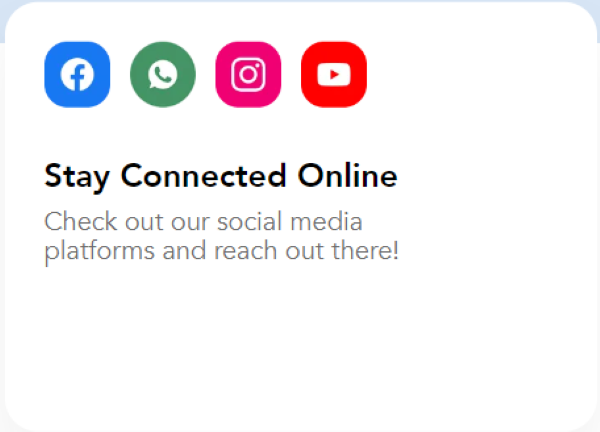 Stay Connected Online
Check out our social media
platforms and reach out there!